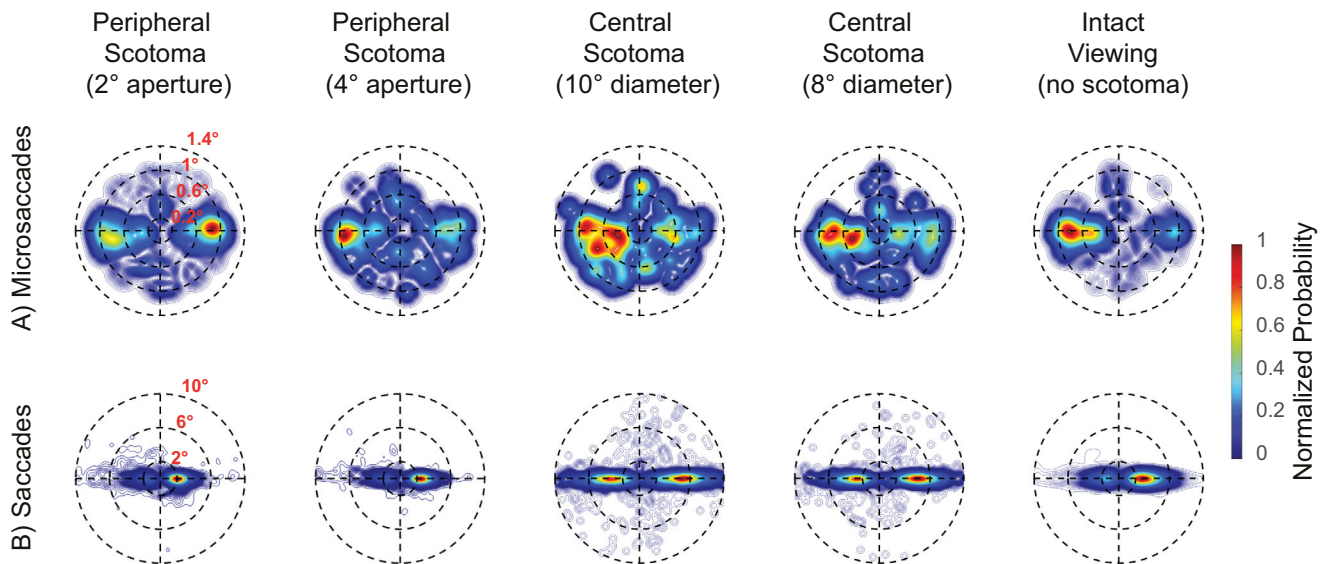 Peripheral
Scotoma
(2° aperture)
Peripheral
Scotoma
(4° aperture)
Central
Scotoma
(10° diameter)
Central
Scotoma
(8° diameter)
Intact
Viewing
(no scotoma)
A) Microsaccades
1.4°
1°
0.6°
0.2°
B) Saccades
10°
6°
2°
1
0.8
0.6
0.4
0.2
0
Normalized Probability